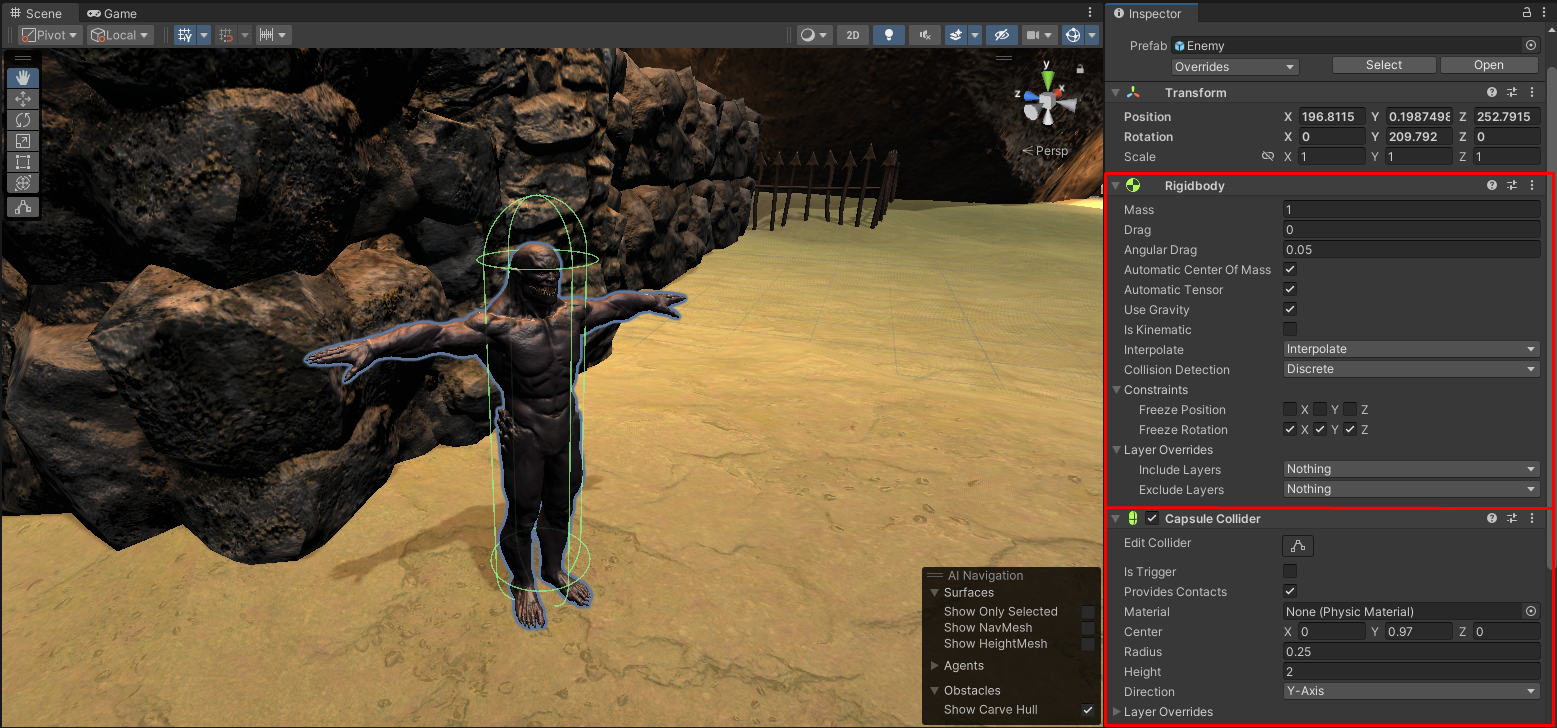 Scene Game
Pivot Local 2D
y
z x
Persp
AI Navigation
Surfaces
Show Only Selected
Show NavMesh
Show HeightMesh
Agents
Obstacles
Show Carve Hull
Inspector
Prefab Enemy
Overrides Select Open
Transform
Position X 196.8115 Y 0.1987498 Z 252.7915
Rotation X 0 Y 209.792 Z 0
Scale X 1 Y 1 Z 1
Rigidbody
Mass 1
Drag 0
Angular Drag 0.05
Automatic Center Of Mass
Automatic Tensor
Use Gravity
Is Kinematic
Interpolate Interpolate
Collision Detection Discrete
Constraints
Freeze Position X Y Z
Freeze Rotation X Y Z
Layer Overrides
Include Layers Nothing
Exclude Layers Nothing
Capsule Collider
Edit Collider
Is Trigger
Provides Contacts
Material None (Physic Material)
Center X 0 Y 0.97 Z 0
Radius 0.25
Height 2
Direction Y-Axis
Layer Overrides